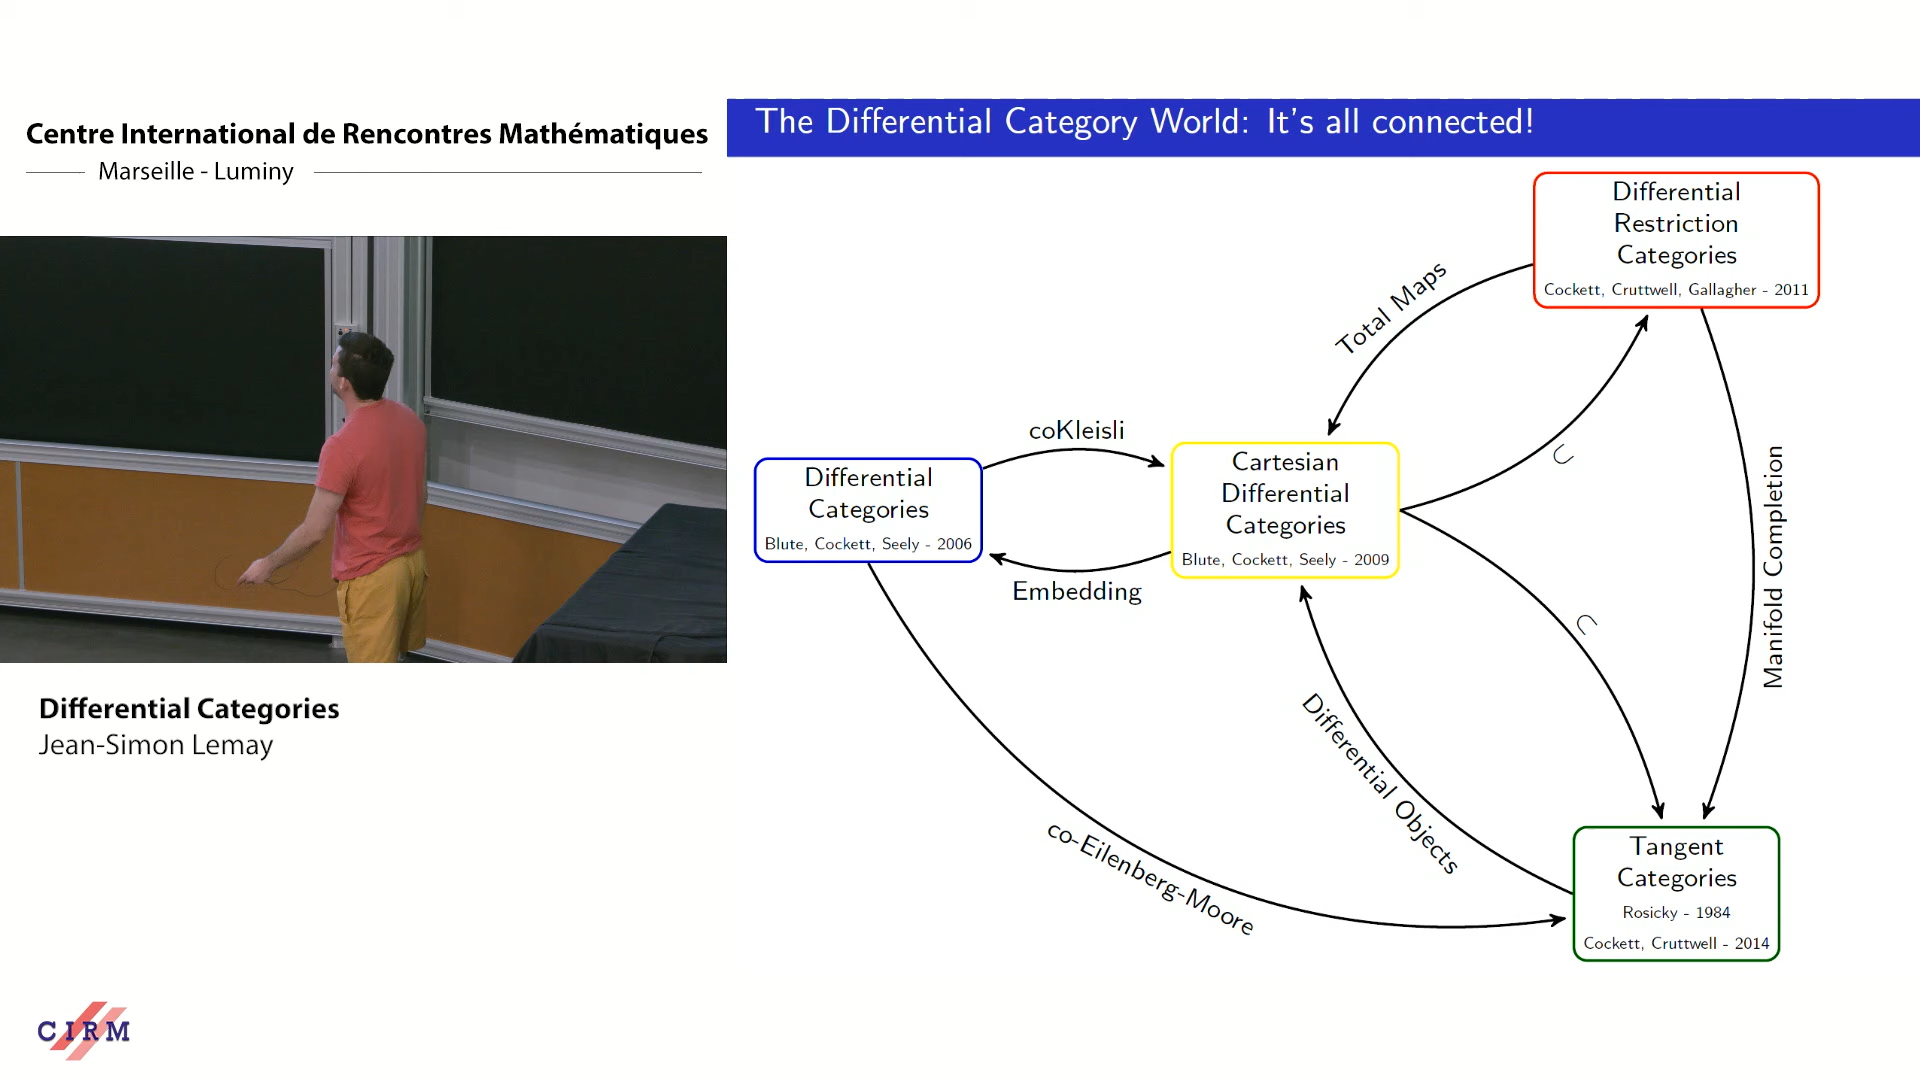 Centre International de Rencontres Mathématiques
Marseille - Luminy
Differential Categories
Jean-Simon Lemay
CIRM
The Differential Category World: It's all connected!
Differential
Restriction
Categories
Cockett, Cruttwell, Gallagher - 2011
Total Maps
⊂
coKleisli
Differential
Categories
Blute, Cockett, Seely - 2006
Cartesian
Differential
Categories
Blute, Cockett, Seely - 2009
Embedding
Manifold Completion
⊂
Differential Objects
co-Eilenberg-Moore
Tangent
Categories
Rosicky - 1984
Cockett, Cruttwell - 2014